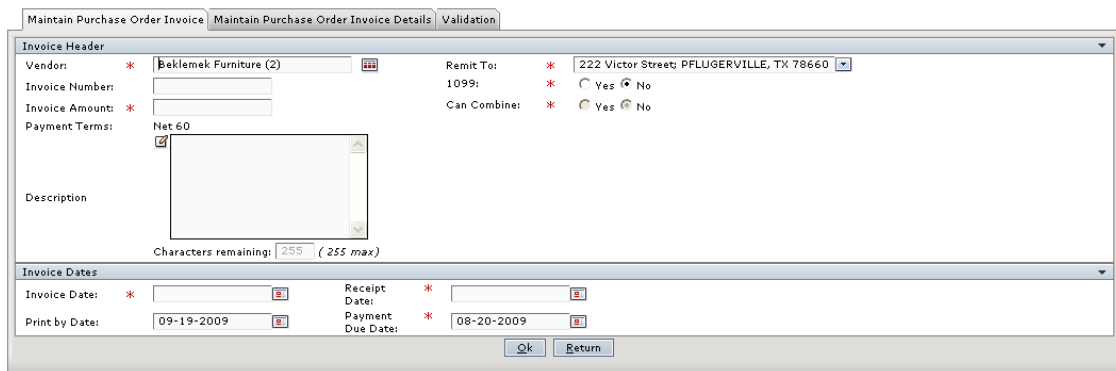 Maintain Purchase Order Invoice Maintain Purchase Order Invoice Details Validation
Invoice Header
Vendor: * Beklemek Furniture (2) Remit To: * 222 Victor Street; PFLUGERVILLE, TX 78660
Invoice Number: 1099: * Yes No
Invoice Amount: * Can Combine: * Yes No
Payment Terms: Net 60
Description
Characters remaining: 255 ( 255 max)
Invoice Dates
Invoice Date: * Receipt Date: *
Print by Date: 09-19-2009 Payment Due Date: * 08-20-2009
Ok Return